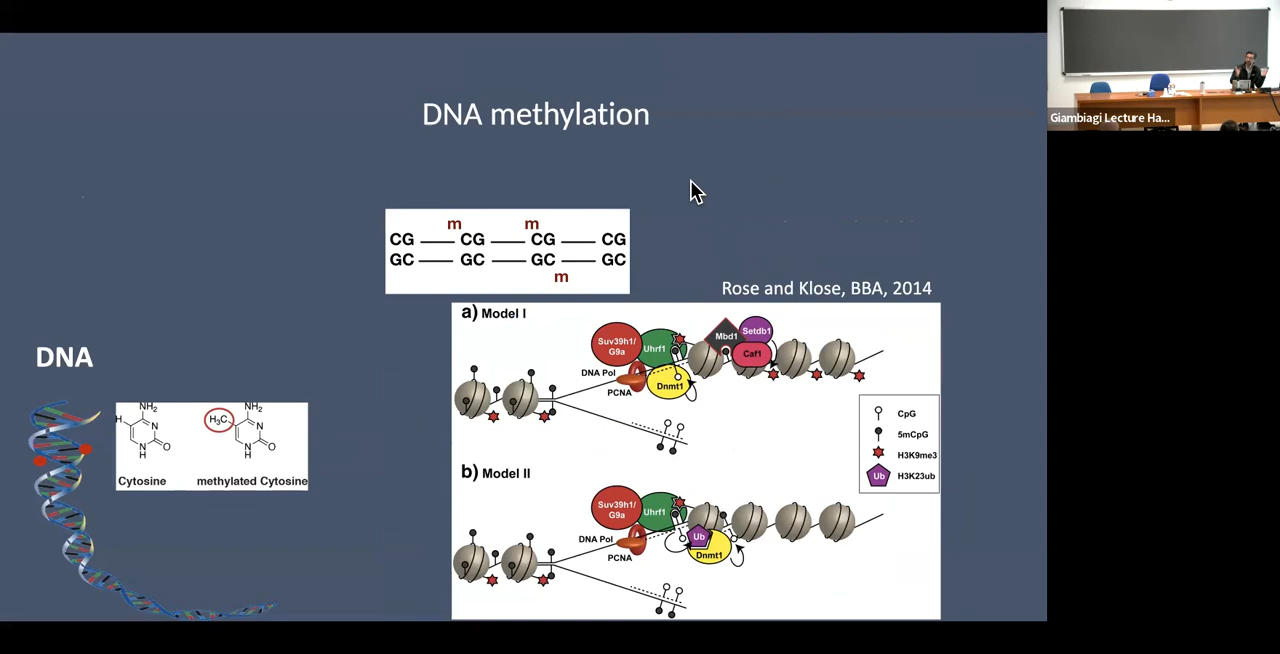 DNA methylation
m m
CG CG CG CG
GC GC GC GC
m
Rose and Klose, BBA, 2014
DNA
NH2
H
N
N
H
O
Cytosine
NH2
H3C
N
N
H
O
methylated Cytosine
a) Model I
Suv39h1/
G9a
Uhrf1
Mbd1
Setdb1
Caf1
DNA Pol
PCNA
Dnmt1
CpG
5mCpG
H3K9me3
Ub H3K23ub
b) Model II
Suv39h1/
G9a
Uhrf1
DNA Pol
PCNA
Ub
Dnmt1
Giambiagi Lecture Ha...